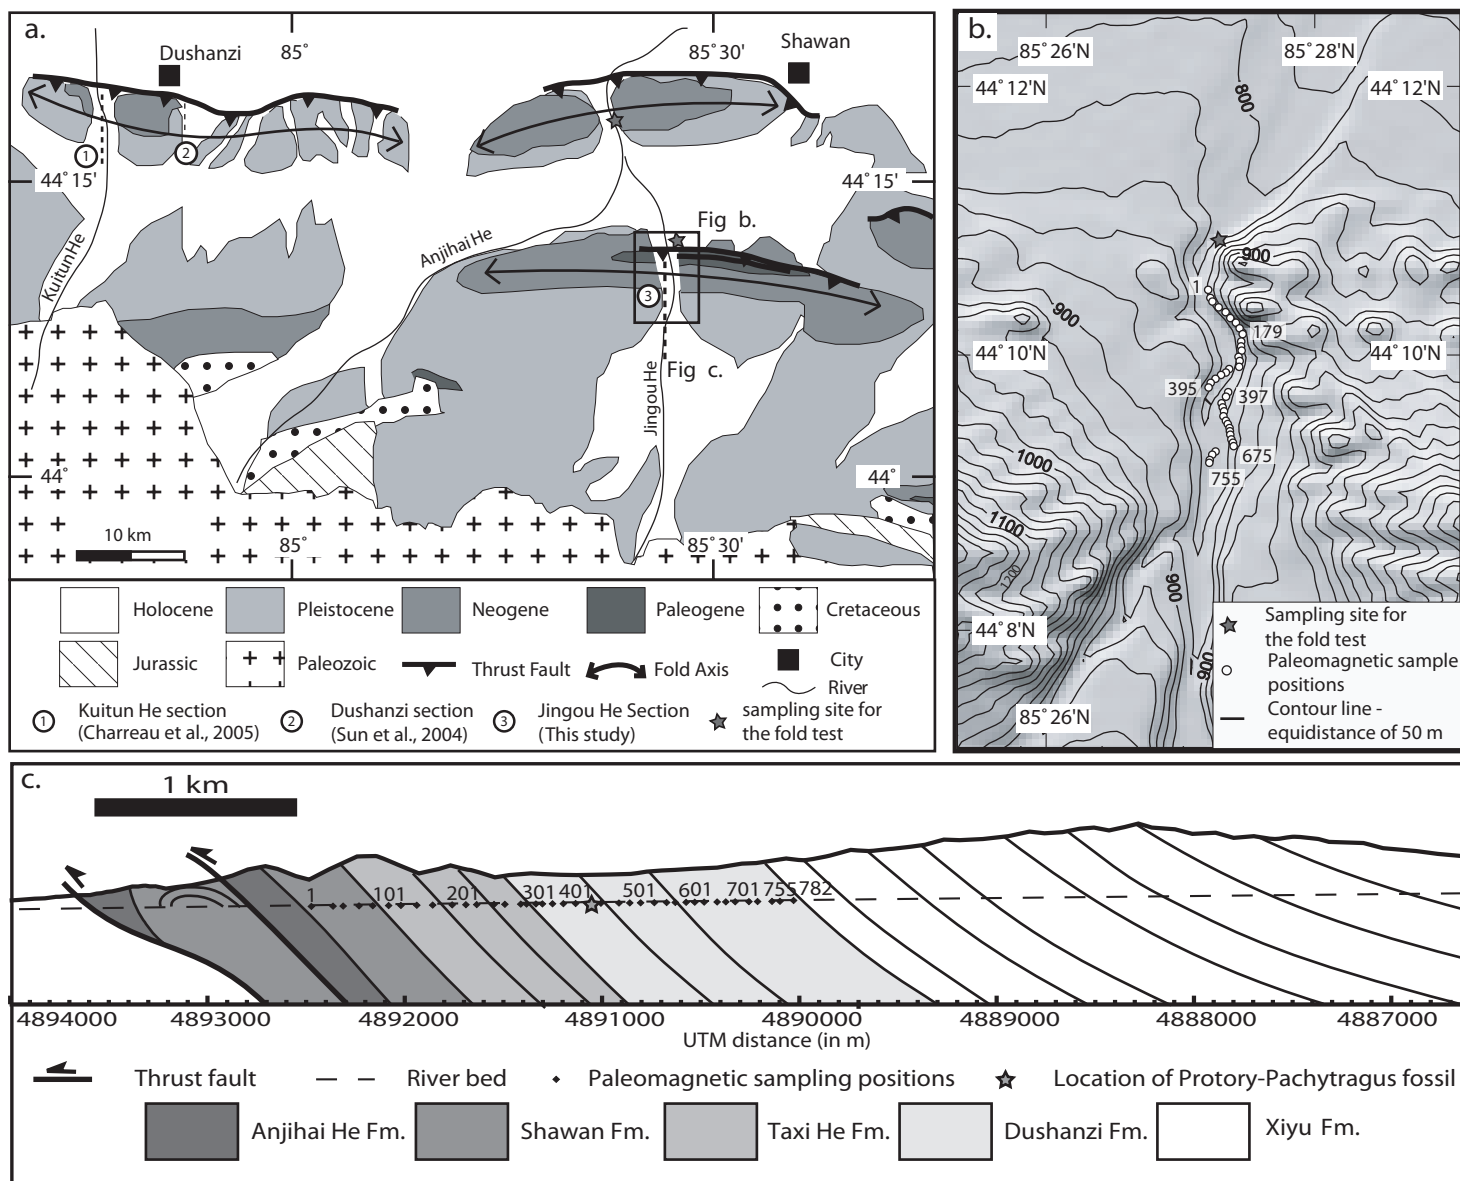 a.
Dushanzi
85°
85°30'
Shawan
1
2
44°15'
44°15'
Kuitun He
Anjihai He
Fig b.
3
Fig c.
Jingou He
44°
44°
10 km
85°
85°30'
Holocene
Pleistocene
Neogene
Paleogene
Cretaceous
Jurassic
Paleozoic
Thrust Fault
Fold Axis
City
River
1 Kuitun He section
(Charreau et al., 2005)
2 Dushanzi section
(Sun et al., 2004)
3 Jingou He Section
(This study)
sampling site for
the fold test
b.
85°26'N
85°28'N
44°12'N
44°12'N
800
900
1
900
179
44°10'N
44°10'N
395
397
675
755
1000
1100
1200
900
44°8'N
900
85°26'N
Sampling site for
the fold test
Paleomagnetic sample
positions
Contour line -
equidistance of 50 m
c.
1 km
1 101 201 301 401 501 601 701 755 782
4894000 4893000 4892000 4891000 4890000 4889000 4888000 4887000
UTM distance (in m)
Thrust fault
River bed
Paleomagnetic sampling positions
Location of Protory-Pachytragus fossil
Anjihai He Fm.
Shawan Fm.
Taxi He Fm.
Dushanzi Fm.
Xiyu Fm.